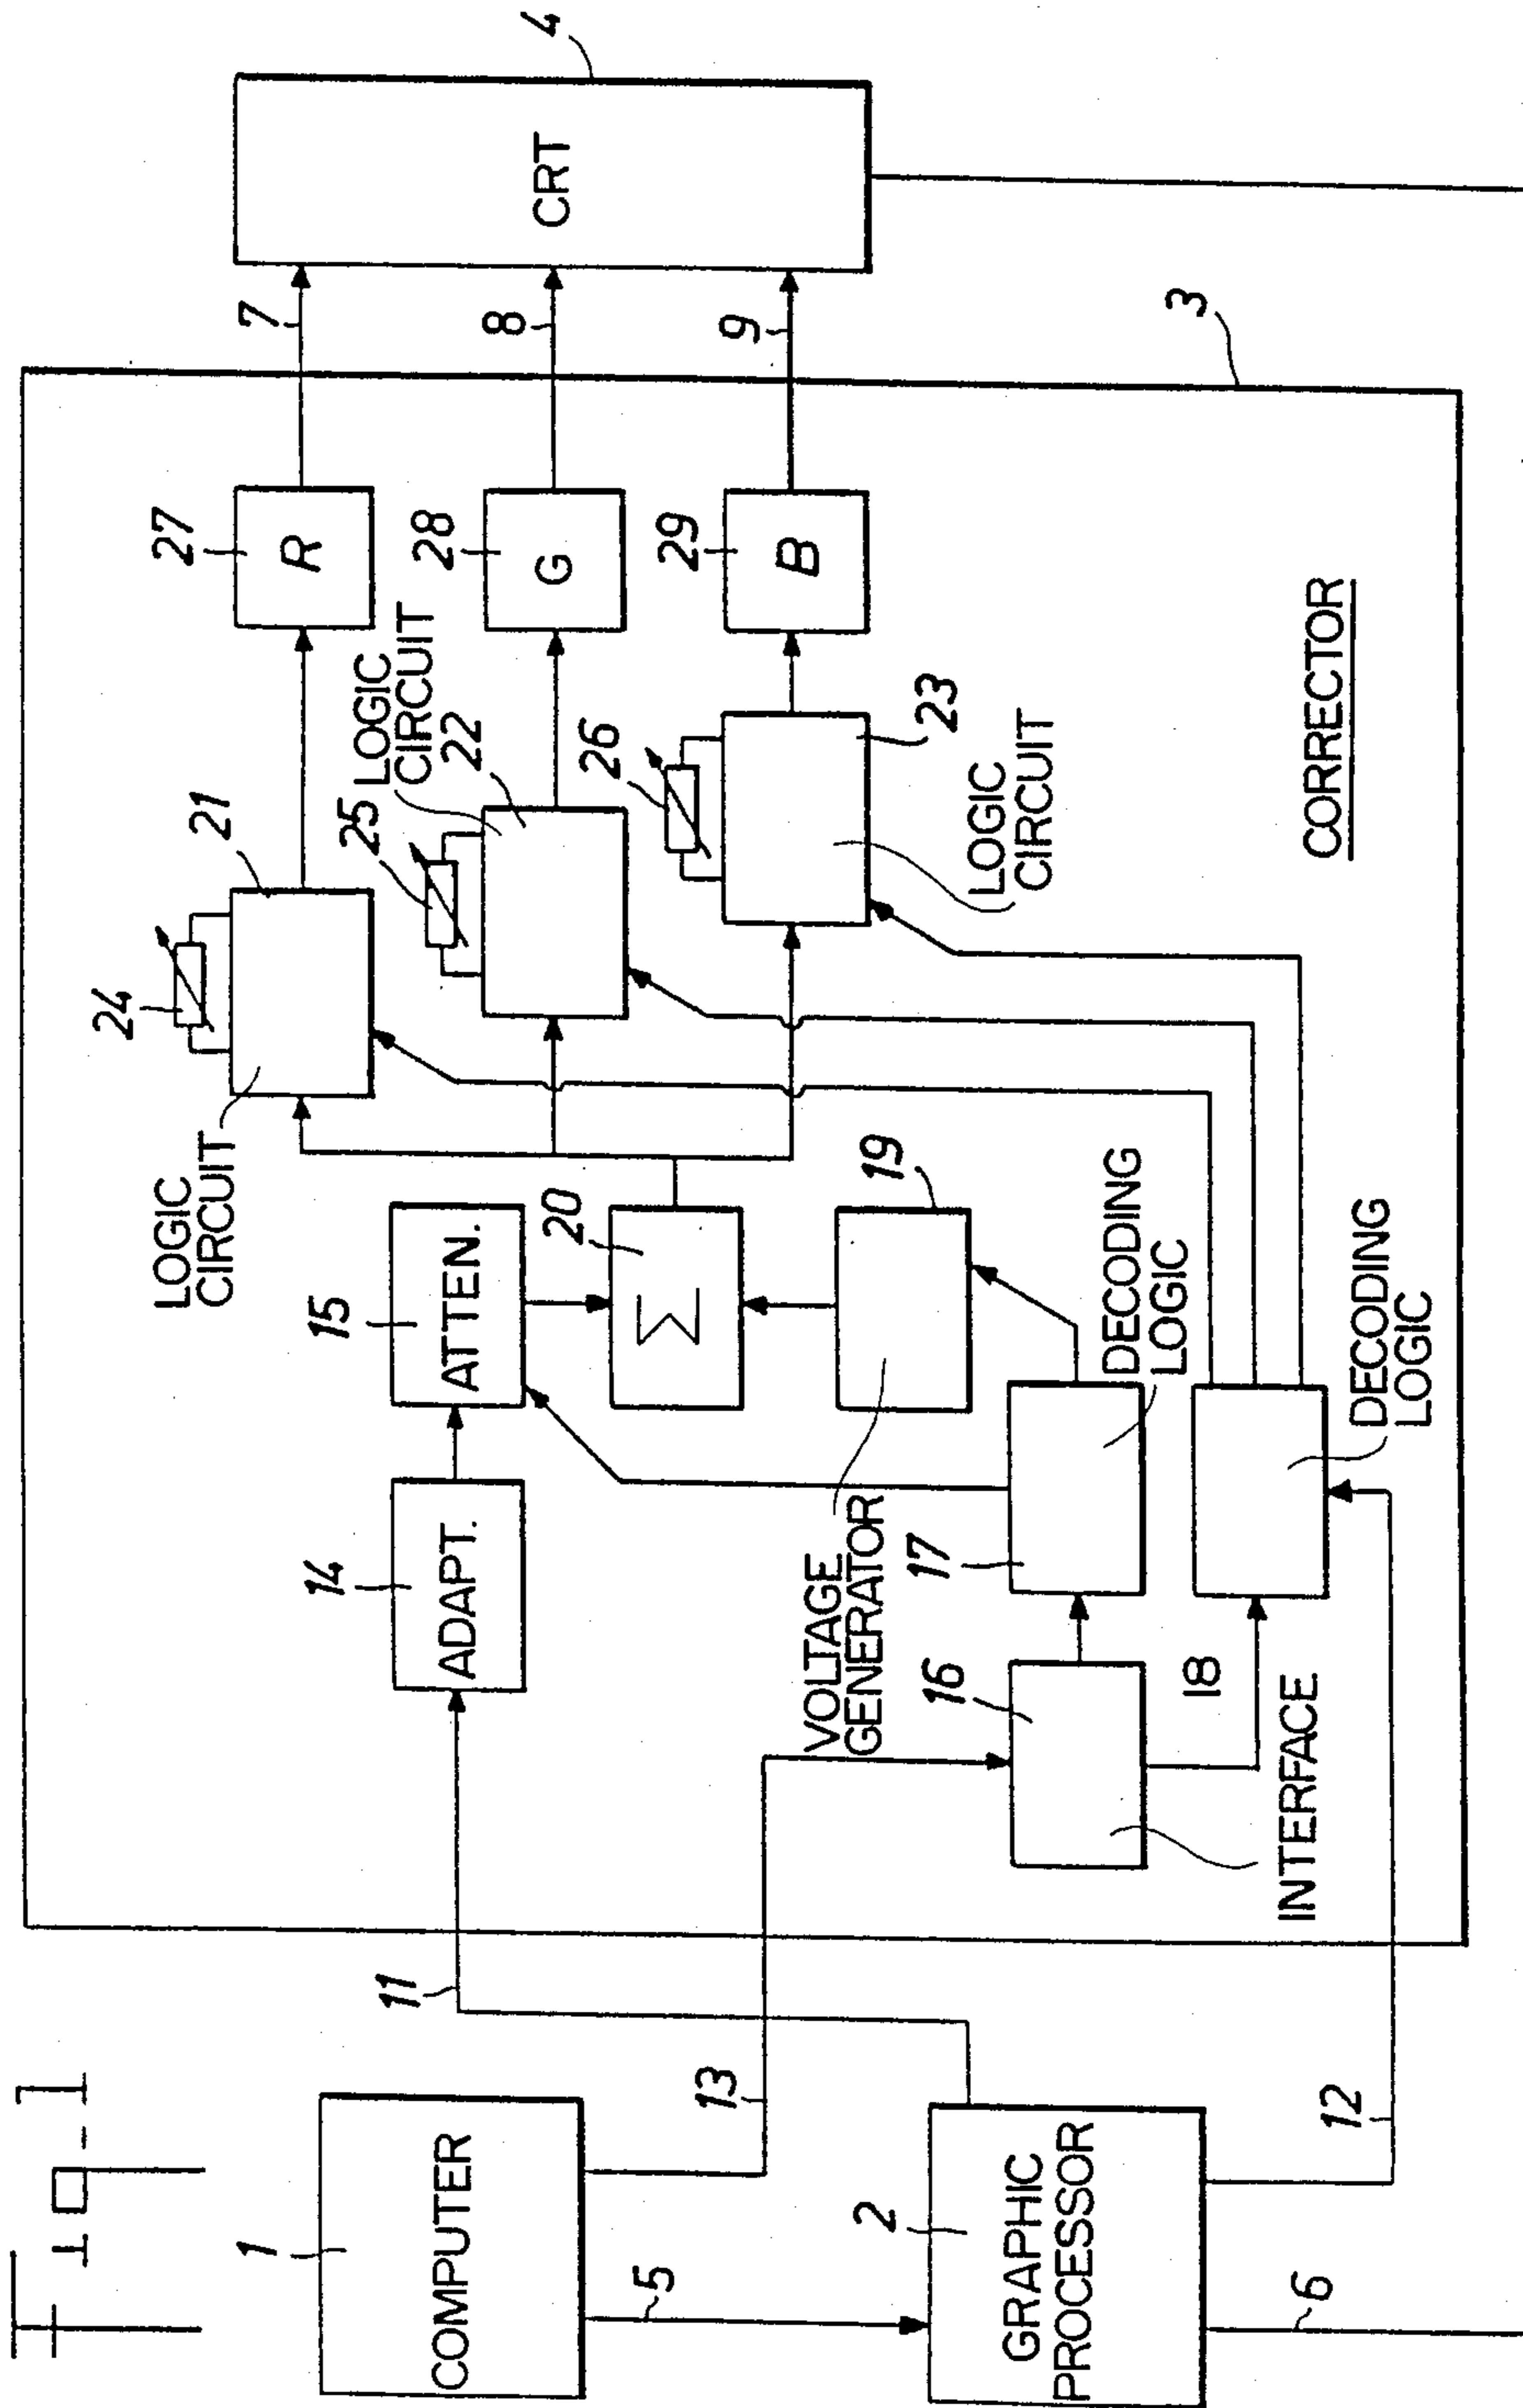 Fig-1
1
COMPUTER
5
2
GRAPHIC
PROCESSOR
6
11
13
12
14
ADAPT.
15
ATTEN.
16
INTERFACE
17
DECODING
LOGIC
18
DECODING
LOGIC
VOLTAGE
GENERATOR
19
20
Σ
LOGIC
CIRCUIT
21
24
LOGIC
CIRCUIT
22
25
LOGIC
CIRCUIT
23
26
27
R
28
G
29
B
CORRECTOR
3
7
8
9
CRT
4